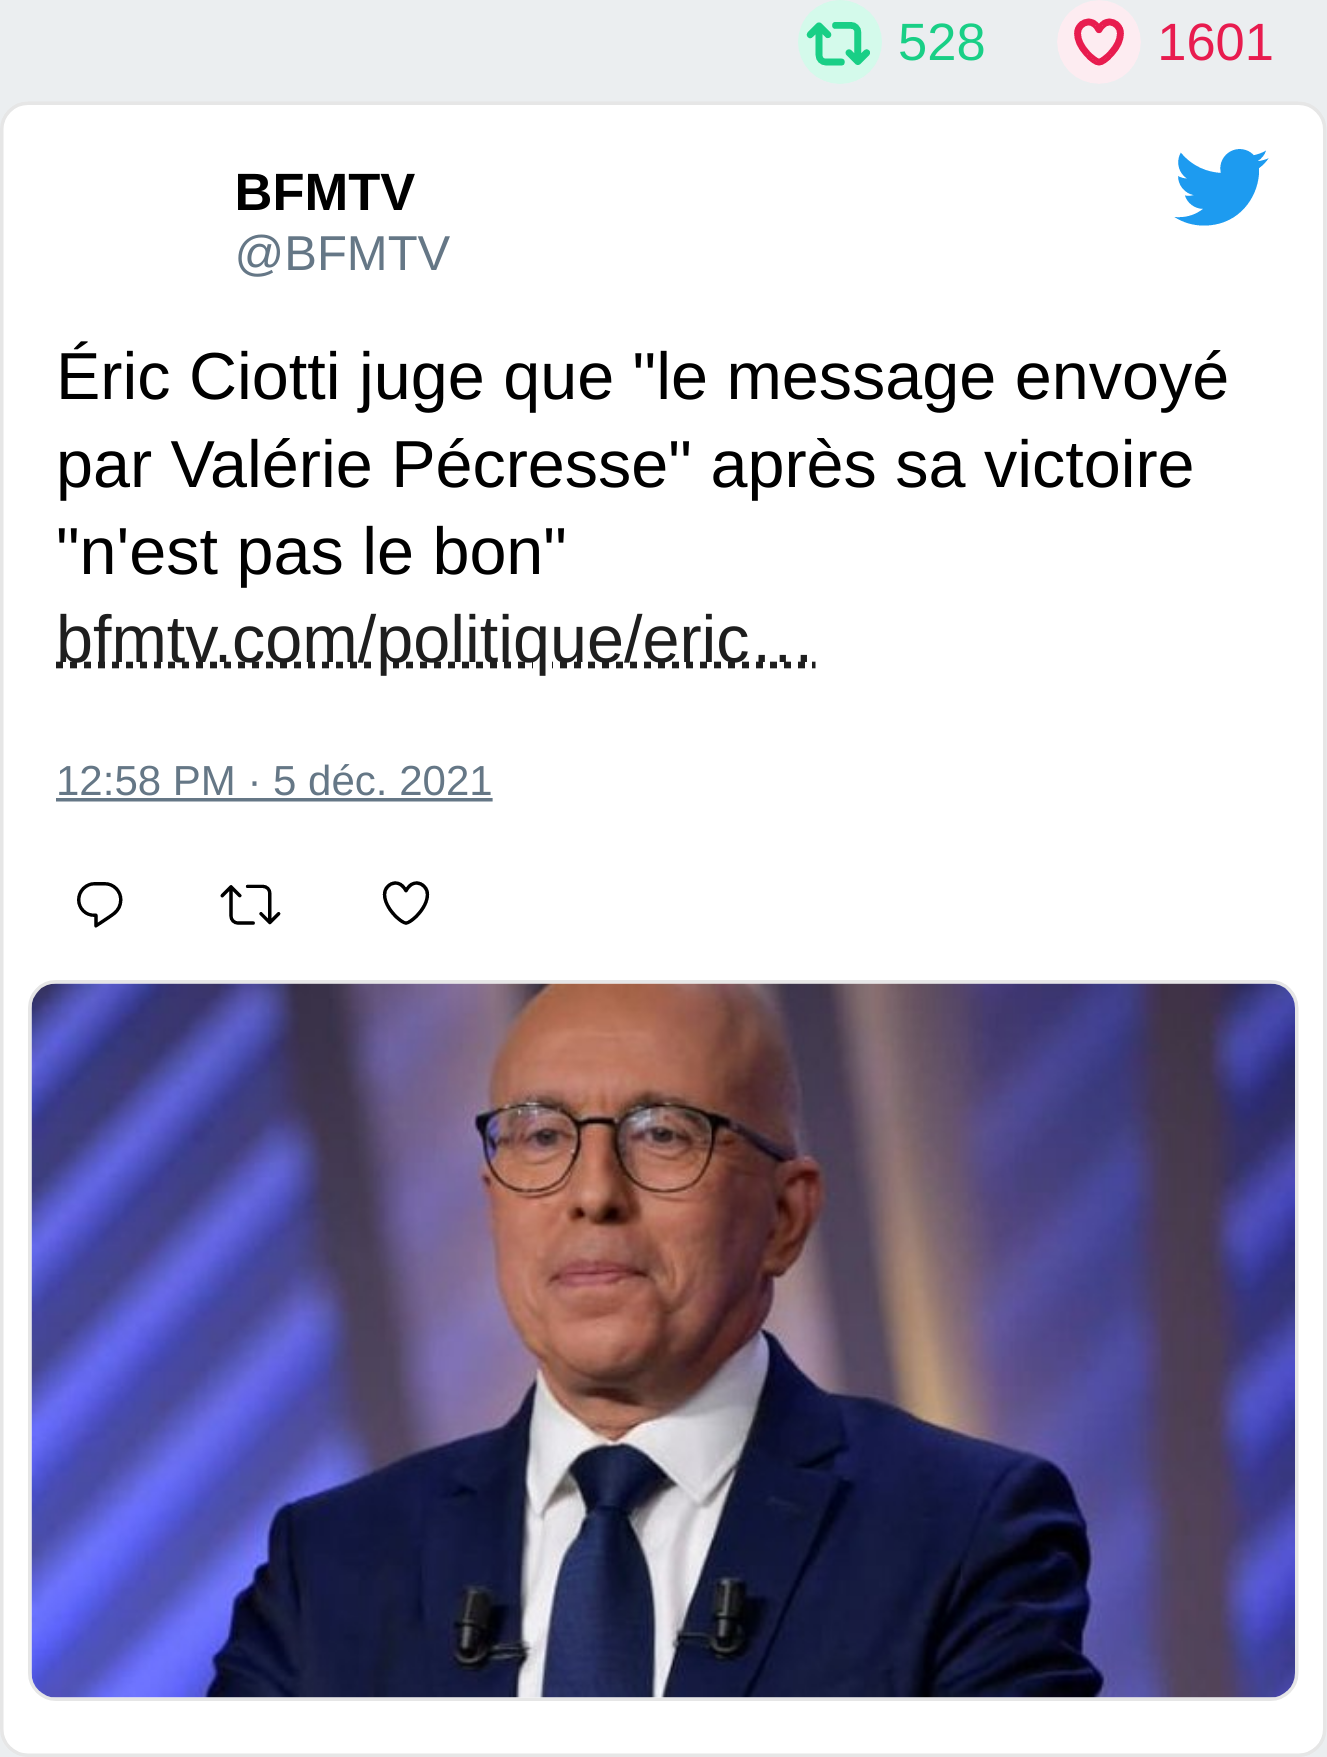 528 1601
BFMTV
@BFMTV
Éric Ciotti juge que "le message envoyé
par Valérie Pécresse" après sa victoire
"n'est pas le bon"
bfmtv.com/politique/eric…
12:58 PM · 5 déc. 2021